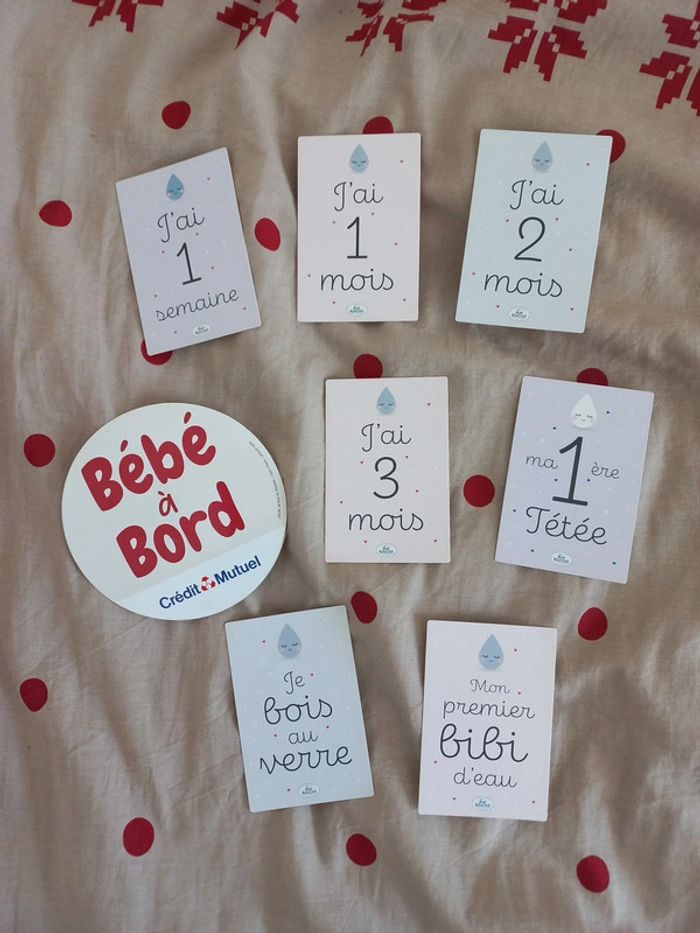 J'ai
1
semaine
J'ai
1
mois
J'ai
2
mois
Bébé
à
Bord
Crédit Mutuel
J'ai
3
mois
ma 1ère
Tétée
Je
bois
au
verre
Mon
premier
bibi
d'eau